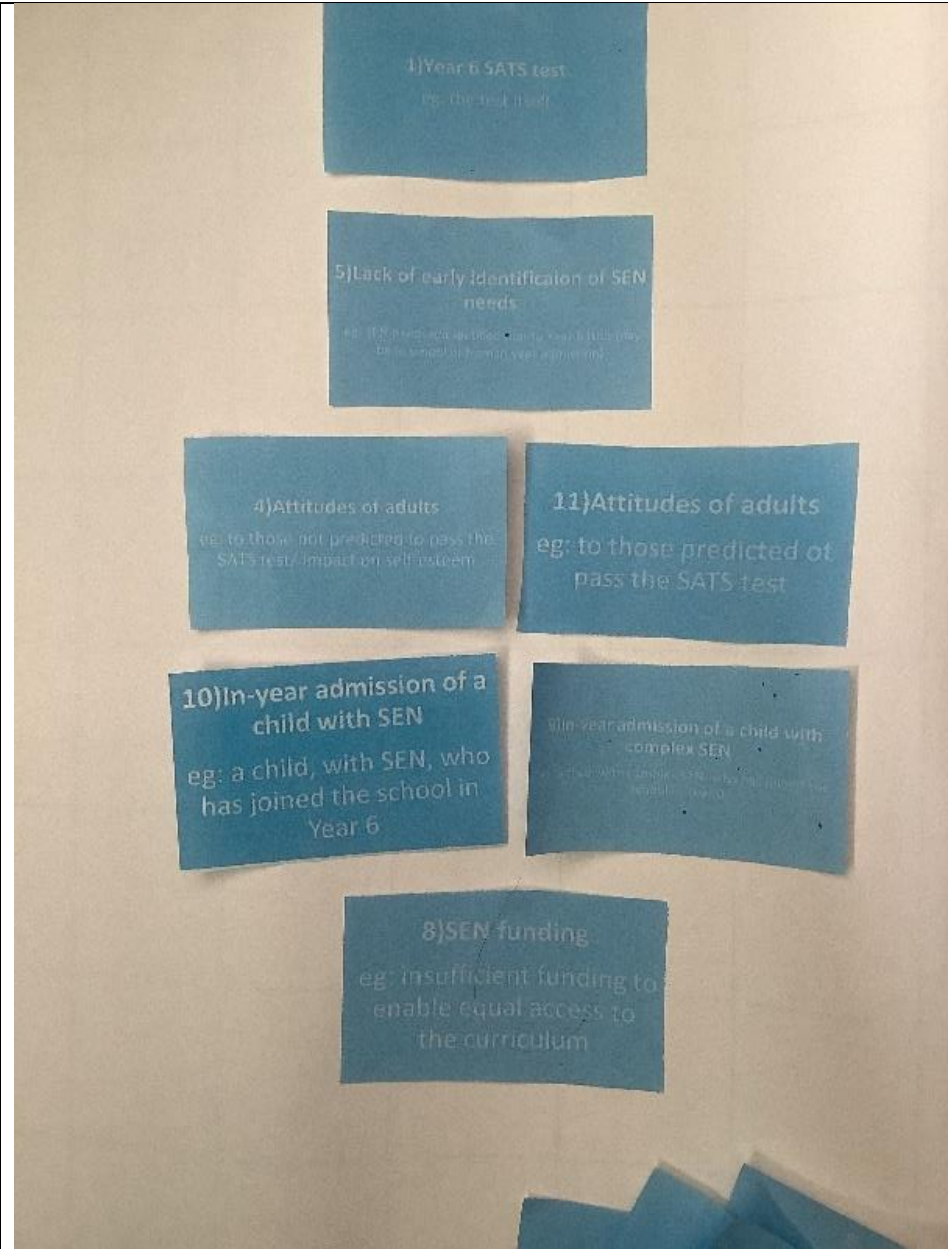 1)Year 6 SATS test
eg: the test itself
5)Lack of early identificaion of SEN
needs
4)Attitudes of adults
eg: to those not predicted to pass the
SATS test/ impact on self-esteem
11)Attitudes of adults
eg: to those predicted ot
pass the SATS test
10)In-year admission of a
child with SEN
eg: a child, with SEN, who
has joined the school in
Year 6
9)In-year admission of a child with
complex SEN
8)SEN funding
eg: insufficient funding to
enable equal access to
the curriculum